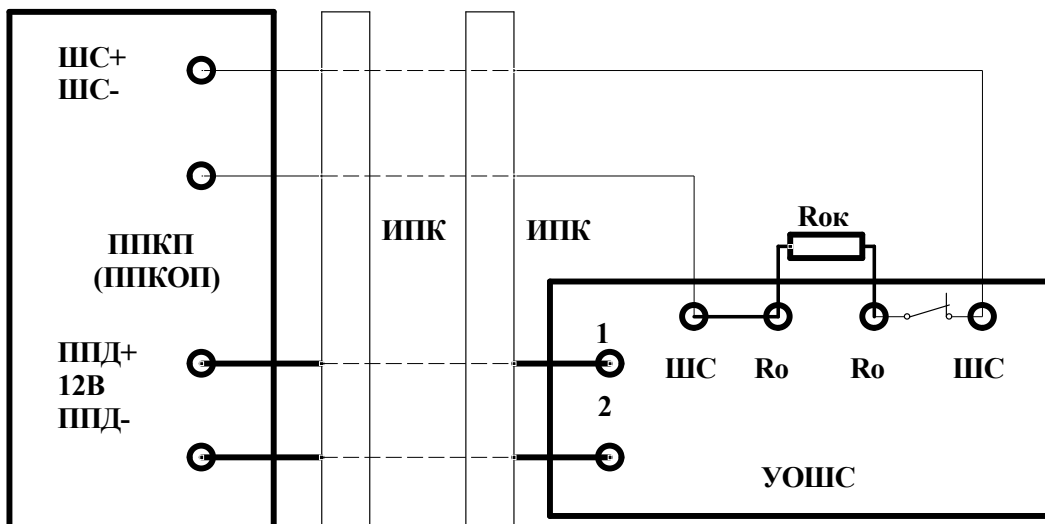 ШС+
ШС-
ППКП
(ППКОП)
ППД+
12В
ППД-
ИПК
ИПК
Rок
1
2
ШС
Ro
Ro
ШС
УОШС